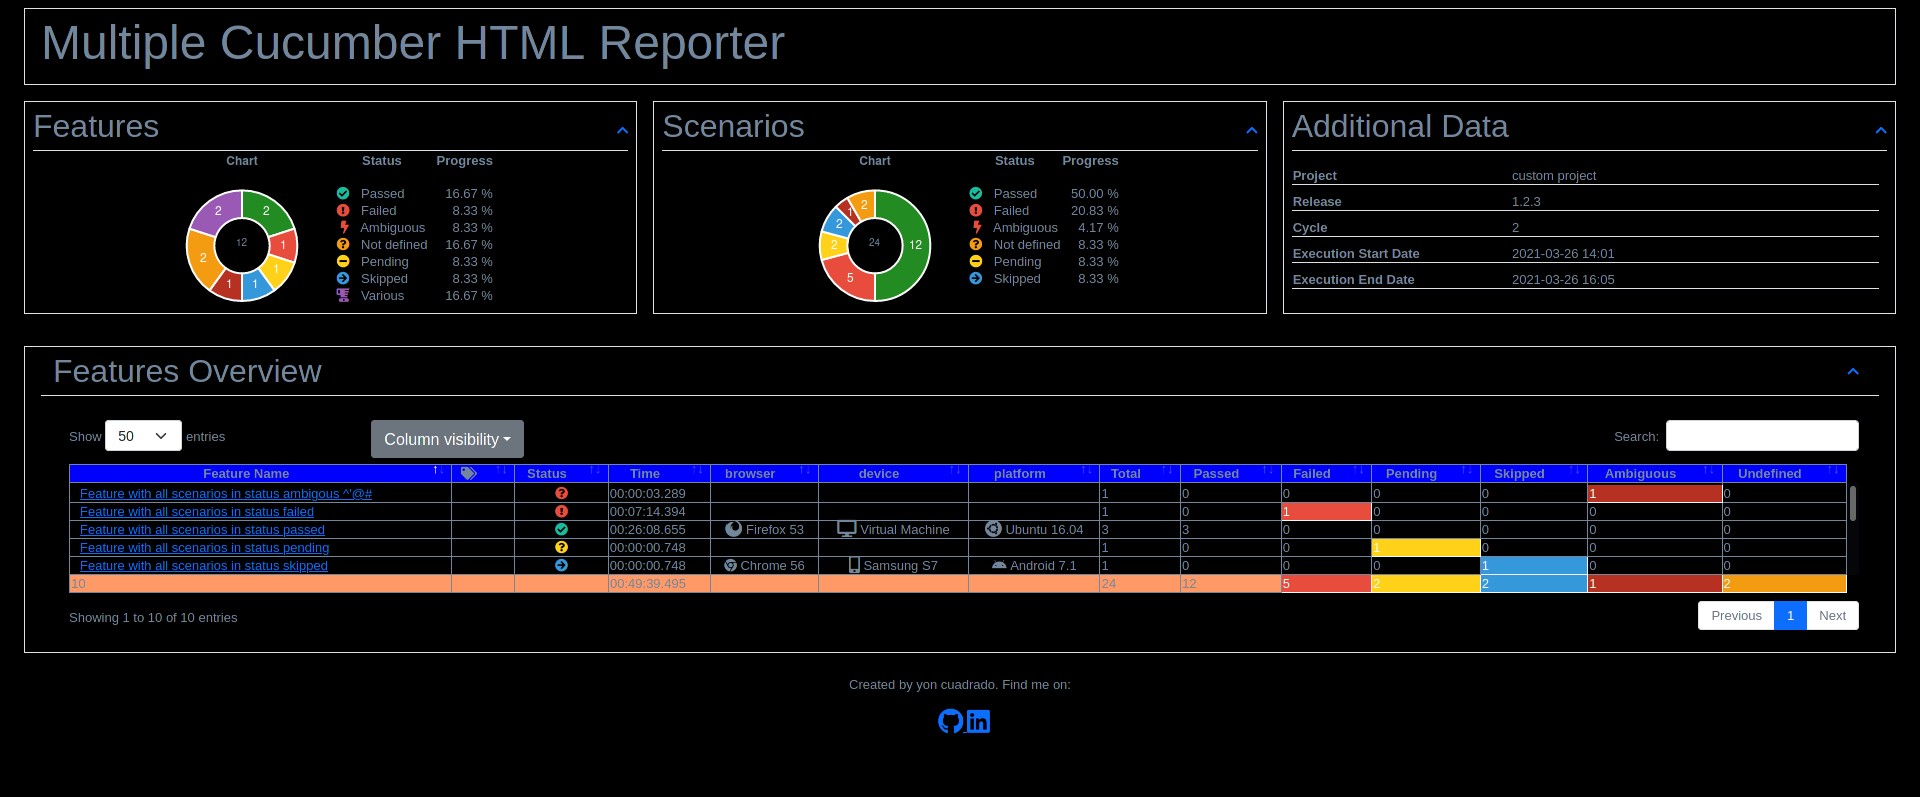 Multiple Cucumber HTML Reporter
Features
Chart Status Progress
2 2 1 1 1 1 2 12
Passed 16.67 %
Failed 8.33 %
Ambiguous 8.33 %
Not defined 16.67 %
Pending 8.33 %
Skipped 8.33 %
Various 16.67 %
Scenarios
Chart Status Progress
2 1 2 2 5 12 24
Passed 50.00 %
Failed 20.83 %
Ambiguous 4.17 %
Not defined 8.33 %
Pending 8.33 %
Skipped 8.33 %
Additional Data
Project custom project
Release 1.2.3
Cycle 2
Execution Start Date 2021-03-26 14:01
Execution End Date 2021-03-26 16:05
Features Overview
Show 50 entries Column visibility Search:
Feature Name Status Time browser device platform Total Passed Failed Pending Skipped Ambiguous Undefined
Feature with all scenarios in status ambigous ^'@# 00:00:03.289 1 0 0 0 0 1 0
Feature with all scenarios in status failed 00:07:14.394 1 0 1 0 0 0 0
Feature with all scenarios in status passed 00:26:08.655 Firefox 53 Virtual Machine Ubuntu 16.04 3 3 0 0 0 0 0
Feature with all scenarios in status pending 00:00:00.748 1 0 0 1 0 0 0
Feature with all scenarios in status skipped 00:00:00.748 Chrome 56 Samsung S7 Android 7.1 1 0 0 0 1 0 0
10 00:49:39.495 24 12 5 2 2 1 2
Showing 1 to 10 of 10 entries Previous 1 Next
Created by yon cuadrado. Find me on: